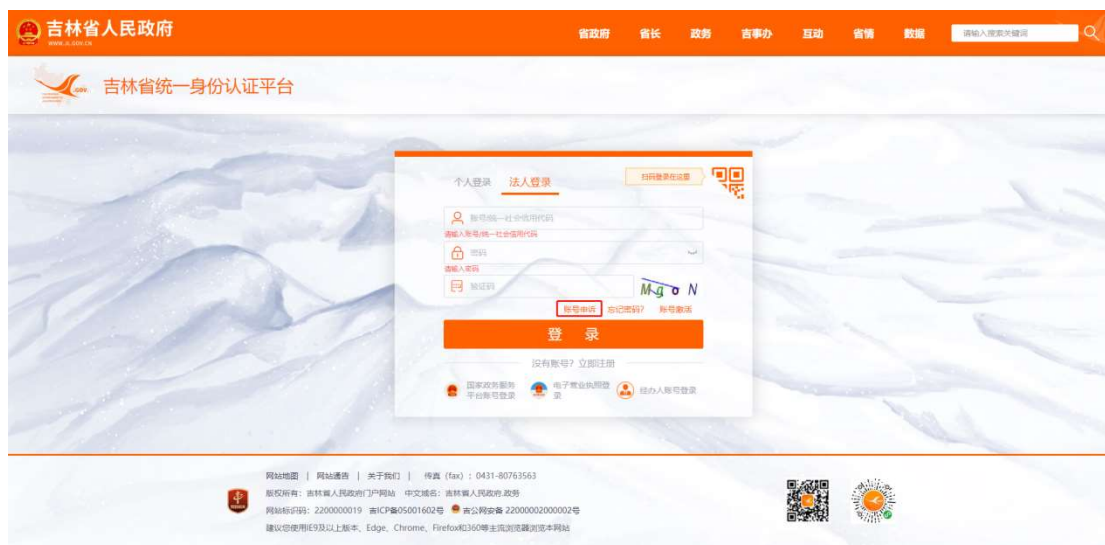 吉林省人民政府
WWW.JL.GOV.CN
省政府 省长 政务 吉事办 互动 省情 数据 请输入搜索关键词
.GOV. 吉林省统一身份认证平台
个人登录 法人登录 扫码登录在这里
账号/统一社会信用代码
请输入账号/统一社会信用代码
密码
请输入密码
验证码 MgoN
账号申诉 忘记密码? 账号激活
登 录
没有账号? 立即注册
国家政务服务平台账号登录 电子营业执照登录 经办人账号登录
网站地图 | 网站通告 | 关于我们 | 传真 (fax) : 0431-80763563
版权所有: 吉林省人民政府门户网站 中文域名: 吉林省人民政府.政务
网站标识码: 2200000019 吉ICP备05001602号 吉公网安备 22000002000002号
建议您使用IE9及以上版本、Edge、Chrome、Firefox和360等主流浏览器浏览本网站